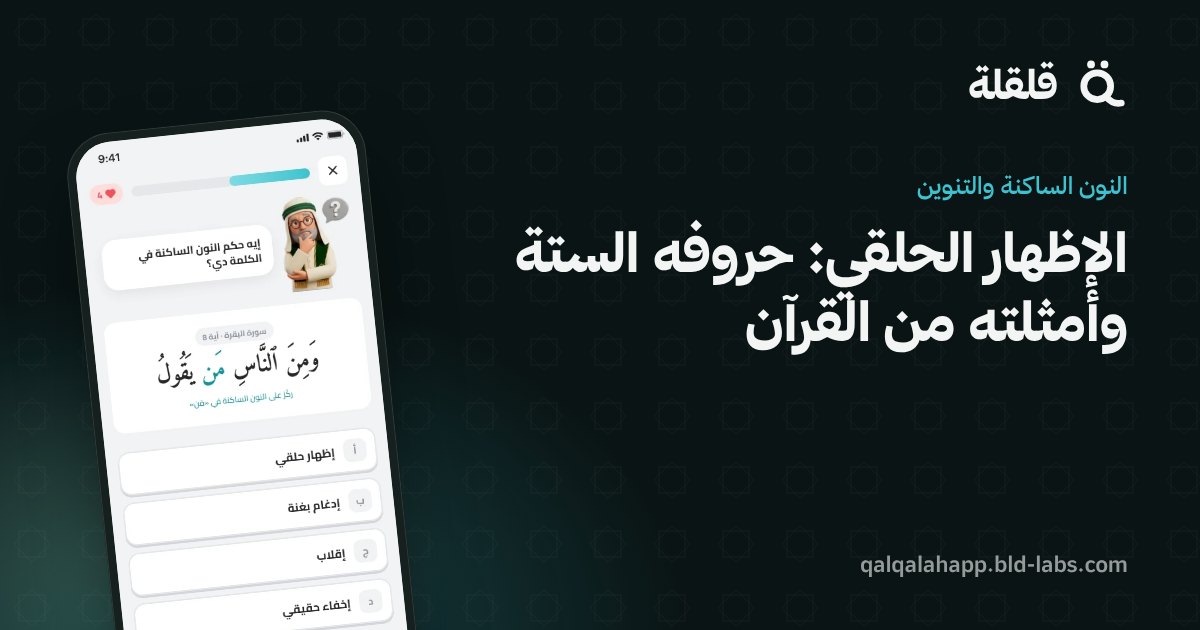 قلقلة
النون الساكنة والتنوين
الإظهار الحلقي: حروفه الستة
وأمثلته من القرآن
qalqalahapp.bld-labs.com
9:41
4
?
إيه حكم النون الساكنة في
الكلمة دي؟
سورة البقرة · آية 8
وَمِنَ ٱلنَّاسِ مَن يَقُولُ
ركّز على النون الساكنة في «مَن»
أ إظهار حلقي
ب إدغام بغنة
ج إقلاب
د إخفاء حقيقي